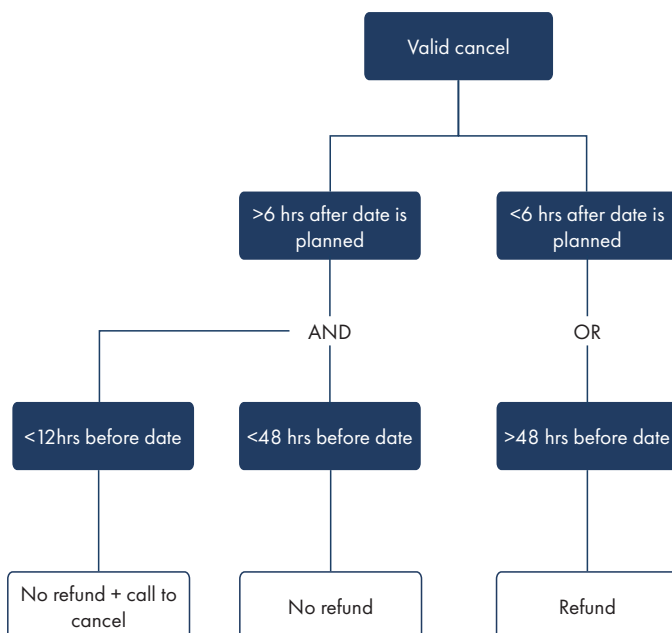 Valid cancel
>6 hrs after date is
planned
<6 hrs after date is
planned
AND
OR
<12hrs before date
<48 hrs before date
>48 hrs before date
No refund + call to
cancel
No refund
Refund